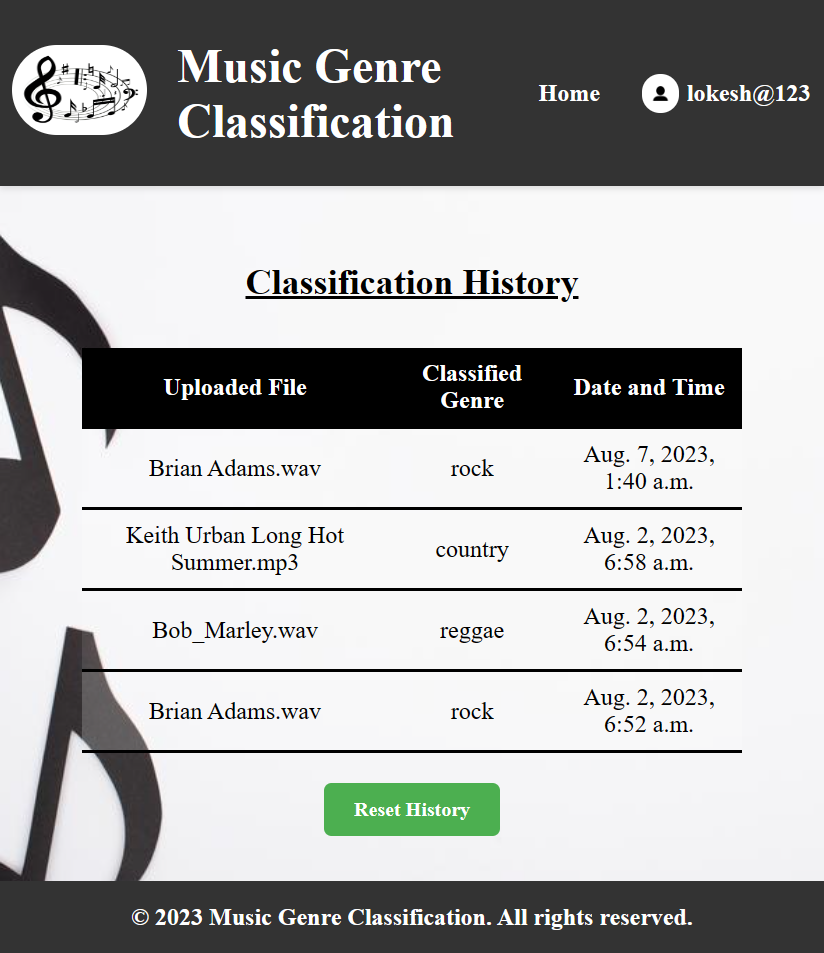 Music Genre
Classification
Home
lokesh@123
Classification History
Uploaded File
Classified
Genre
Date and Time
Brian Adams.wav
rock
Aug. 7, 2023,
1:40 a.m.
Keith Urban Long Hot
Summer.mp3
country
Aug. 2, 2023,
6:58 a.m.
Bob_Marley.wav
reggae
Aug. 2, 2023,
6:54 a.m.
Brian Adams.wav
rock
Aug. 2, 2023,
6:52 a.m.
Reset History
© 2023 Music Genre Classification. All rights reserved.